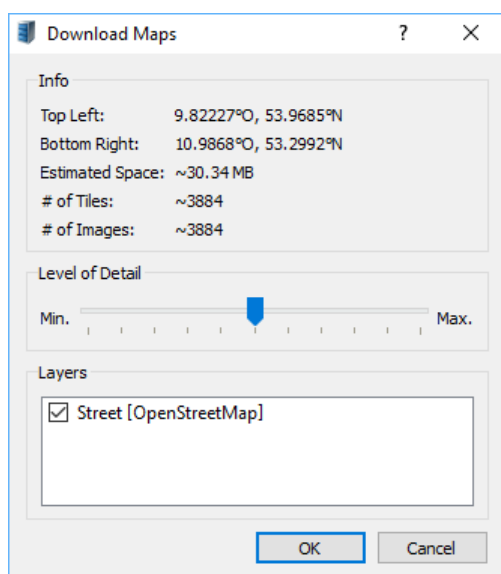 Download Maps ?
Info
Top Left: 9.82227°O, 53.9685°N
Bottom Right: 10.9868°O, 53.2992°N
Estimated Space: ~30.34 MB
# of Tiles: ~3884
# of Images: ~3884
Level of Detail
Min. Max.
Layers
Street [OpenStreetMap]
OK Cancel